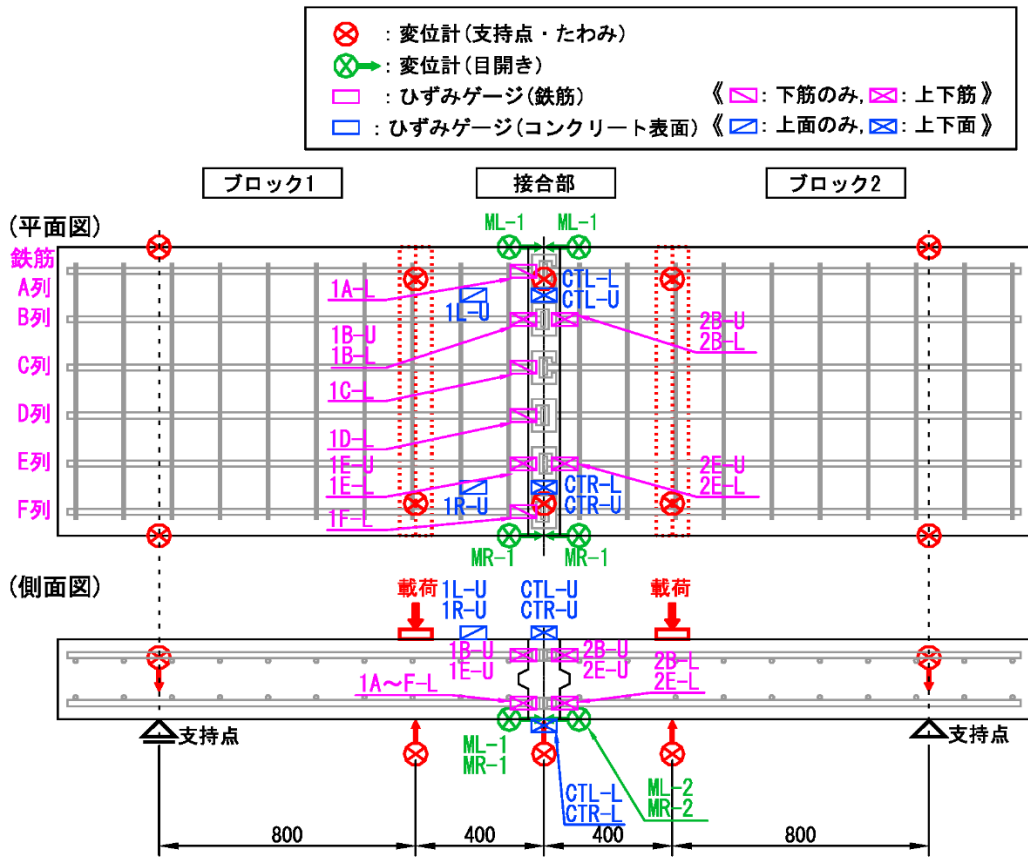 : 変位計(支持点・たわみ)
: 変位計(目開き)
: ひずみゲージ(鉄筋) 《 : 下筋のみ, : 上下筋》
: ひずみゲージ(コンクリート表面) 《 : 上面のみ, : 上下面》
ブロック1 接合部 ブロック2
(平面図) ML-1 ML-1
鉄筋
A列
B列
C列
D列
E列
F列
1A-L
1L-U
CTL-L
CTL-U
1B-U
1B-L
2B-U
2B-L
1C-L
1D-L
1E-U
1E-L
2E-U
2E-L
1R-U
CTR-L
CTR-U
1F-L
MR-1 MR-1
(側面図)
載荷 1L-U CTL-U 載荷
1R-U CTR-U
1B-U 2B-U
1E-U 2E-U
2B-L
2E-L
1A～F-L
支持点 支持点
ML-1
MR-1
CTL-L
CTR-L
ML-2
MR-2
800 400 400 800